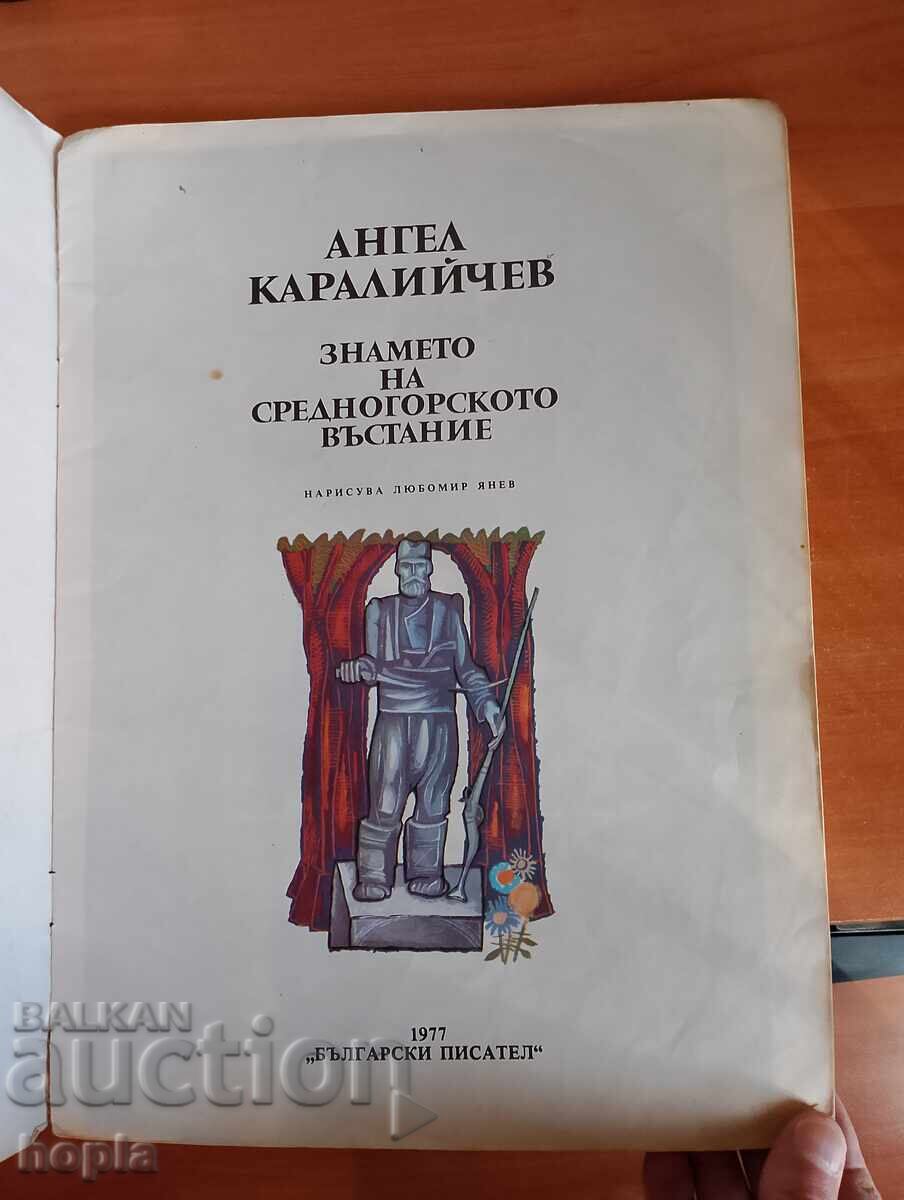 АНГЕЛ
КАРАЛИЙЧЕВ
ЗНАМЕТО
НА
СРЕДНОГОРСКОТО
ВЪСТАНИЕ
НАРИСУВА ЛЮБОМИР ЯНЕВ
1977
„БЪЛГАРСКИ ПИСАТЕЛ“
BALKAN
auction
hopla